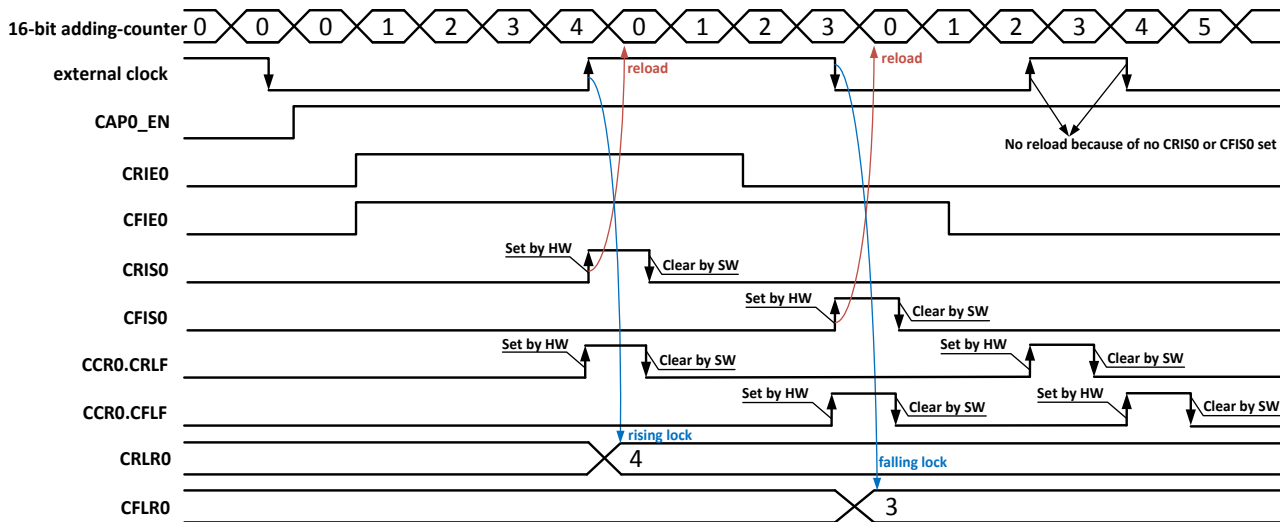 16-bit adding-counter 0 0 0 1 2 3 4 0 1 2 3 0 1 2 3 4 5
external clock
reload
reload
CAP0_EN
No reload because of no CRIS0 or CFIS0 set
CRIE0
CFIE0
CRIS0 Set by HW Clear by SW
CFIS0 Set by HW Clear by SW
CCR0.CRLF Set by HW Clear by SW Set by HW Clear by SW
CCR0.CFLF Set by HW Clear by SW Set by HW Clear by SW
rising lock
CRLR0 4
falling lock
CFLR0 3